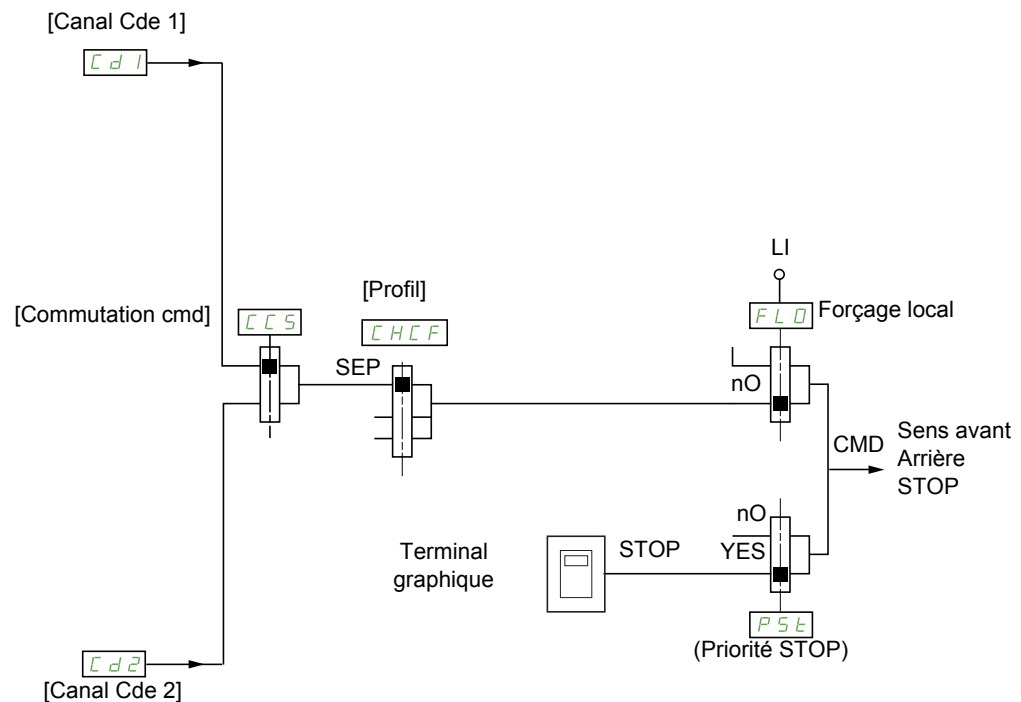 [Canal Cde 1]
Cd1
LI
[Profil]
[Commutation cmd]
CCS
FLO
Forçage local
CHCF
SEP
nO
CMD
Sens avant
Arrière
STOP
nO
Terminal
graphique
STOP
YES
PSt
(Priorité STOP)
Cd2
[Canal Cde 2]